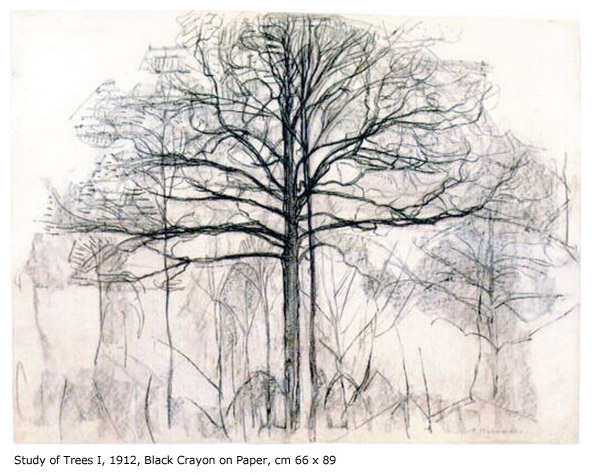 Study of Trees I, 1912, Black Crayon on Paper, cm 66 x 89